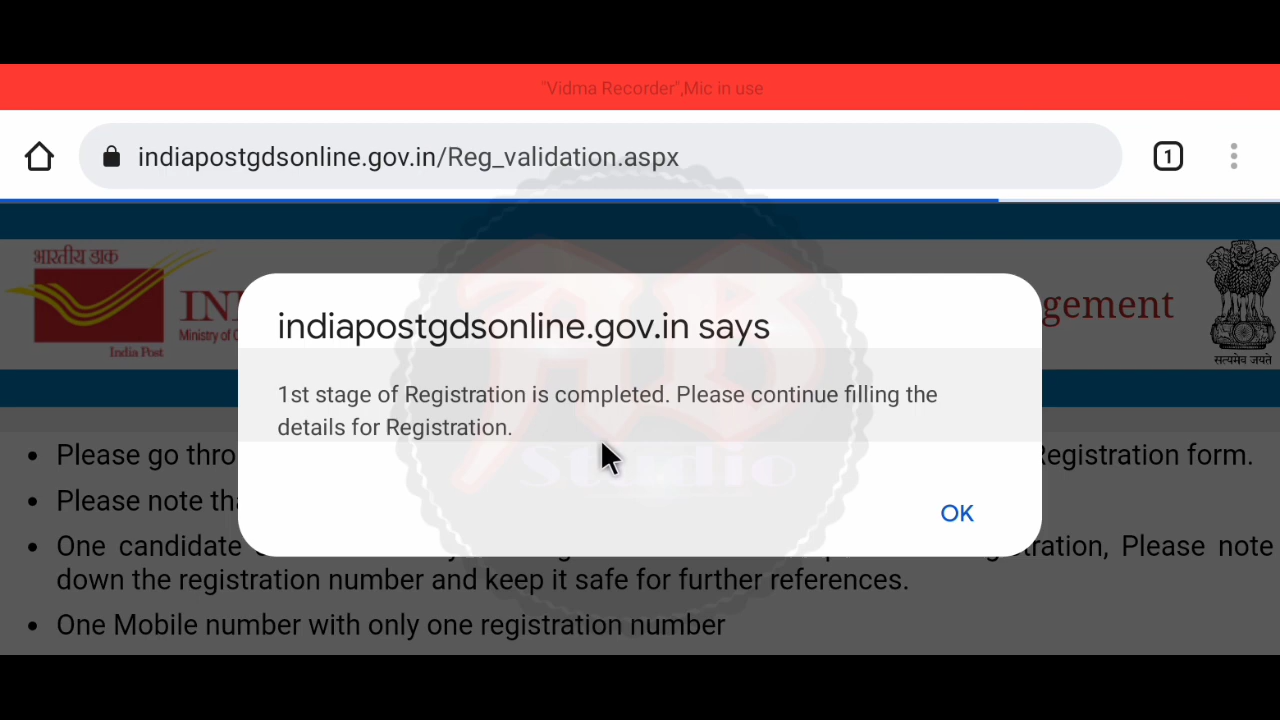 "Vidma Recorder",Mic in use
indiapostgdsonline.gov.in/Reg_validation.aspx
1
भारतीय डाक
India Post
IN
Ministry of C
gement
सत्यमेव जयते
indiapostgdsonline.gov.in says
1st stage of Registration is completed. Please continue filling the
details for Registration.
OK
AB
Studio
• Please go thro Registration form.
• Please note tha
• One candidate tration, Please note
down the registration number and keep it safe for further references.
• One Mobile number with only one registration number